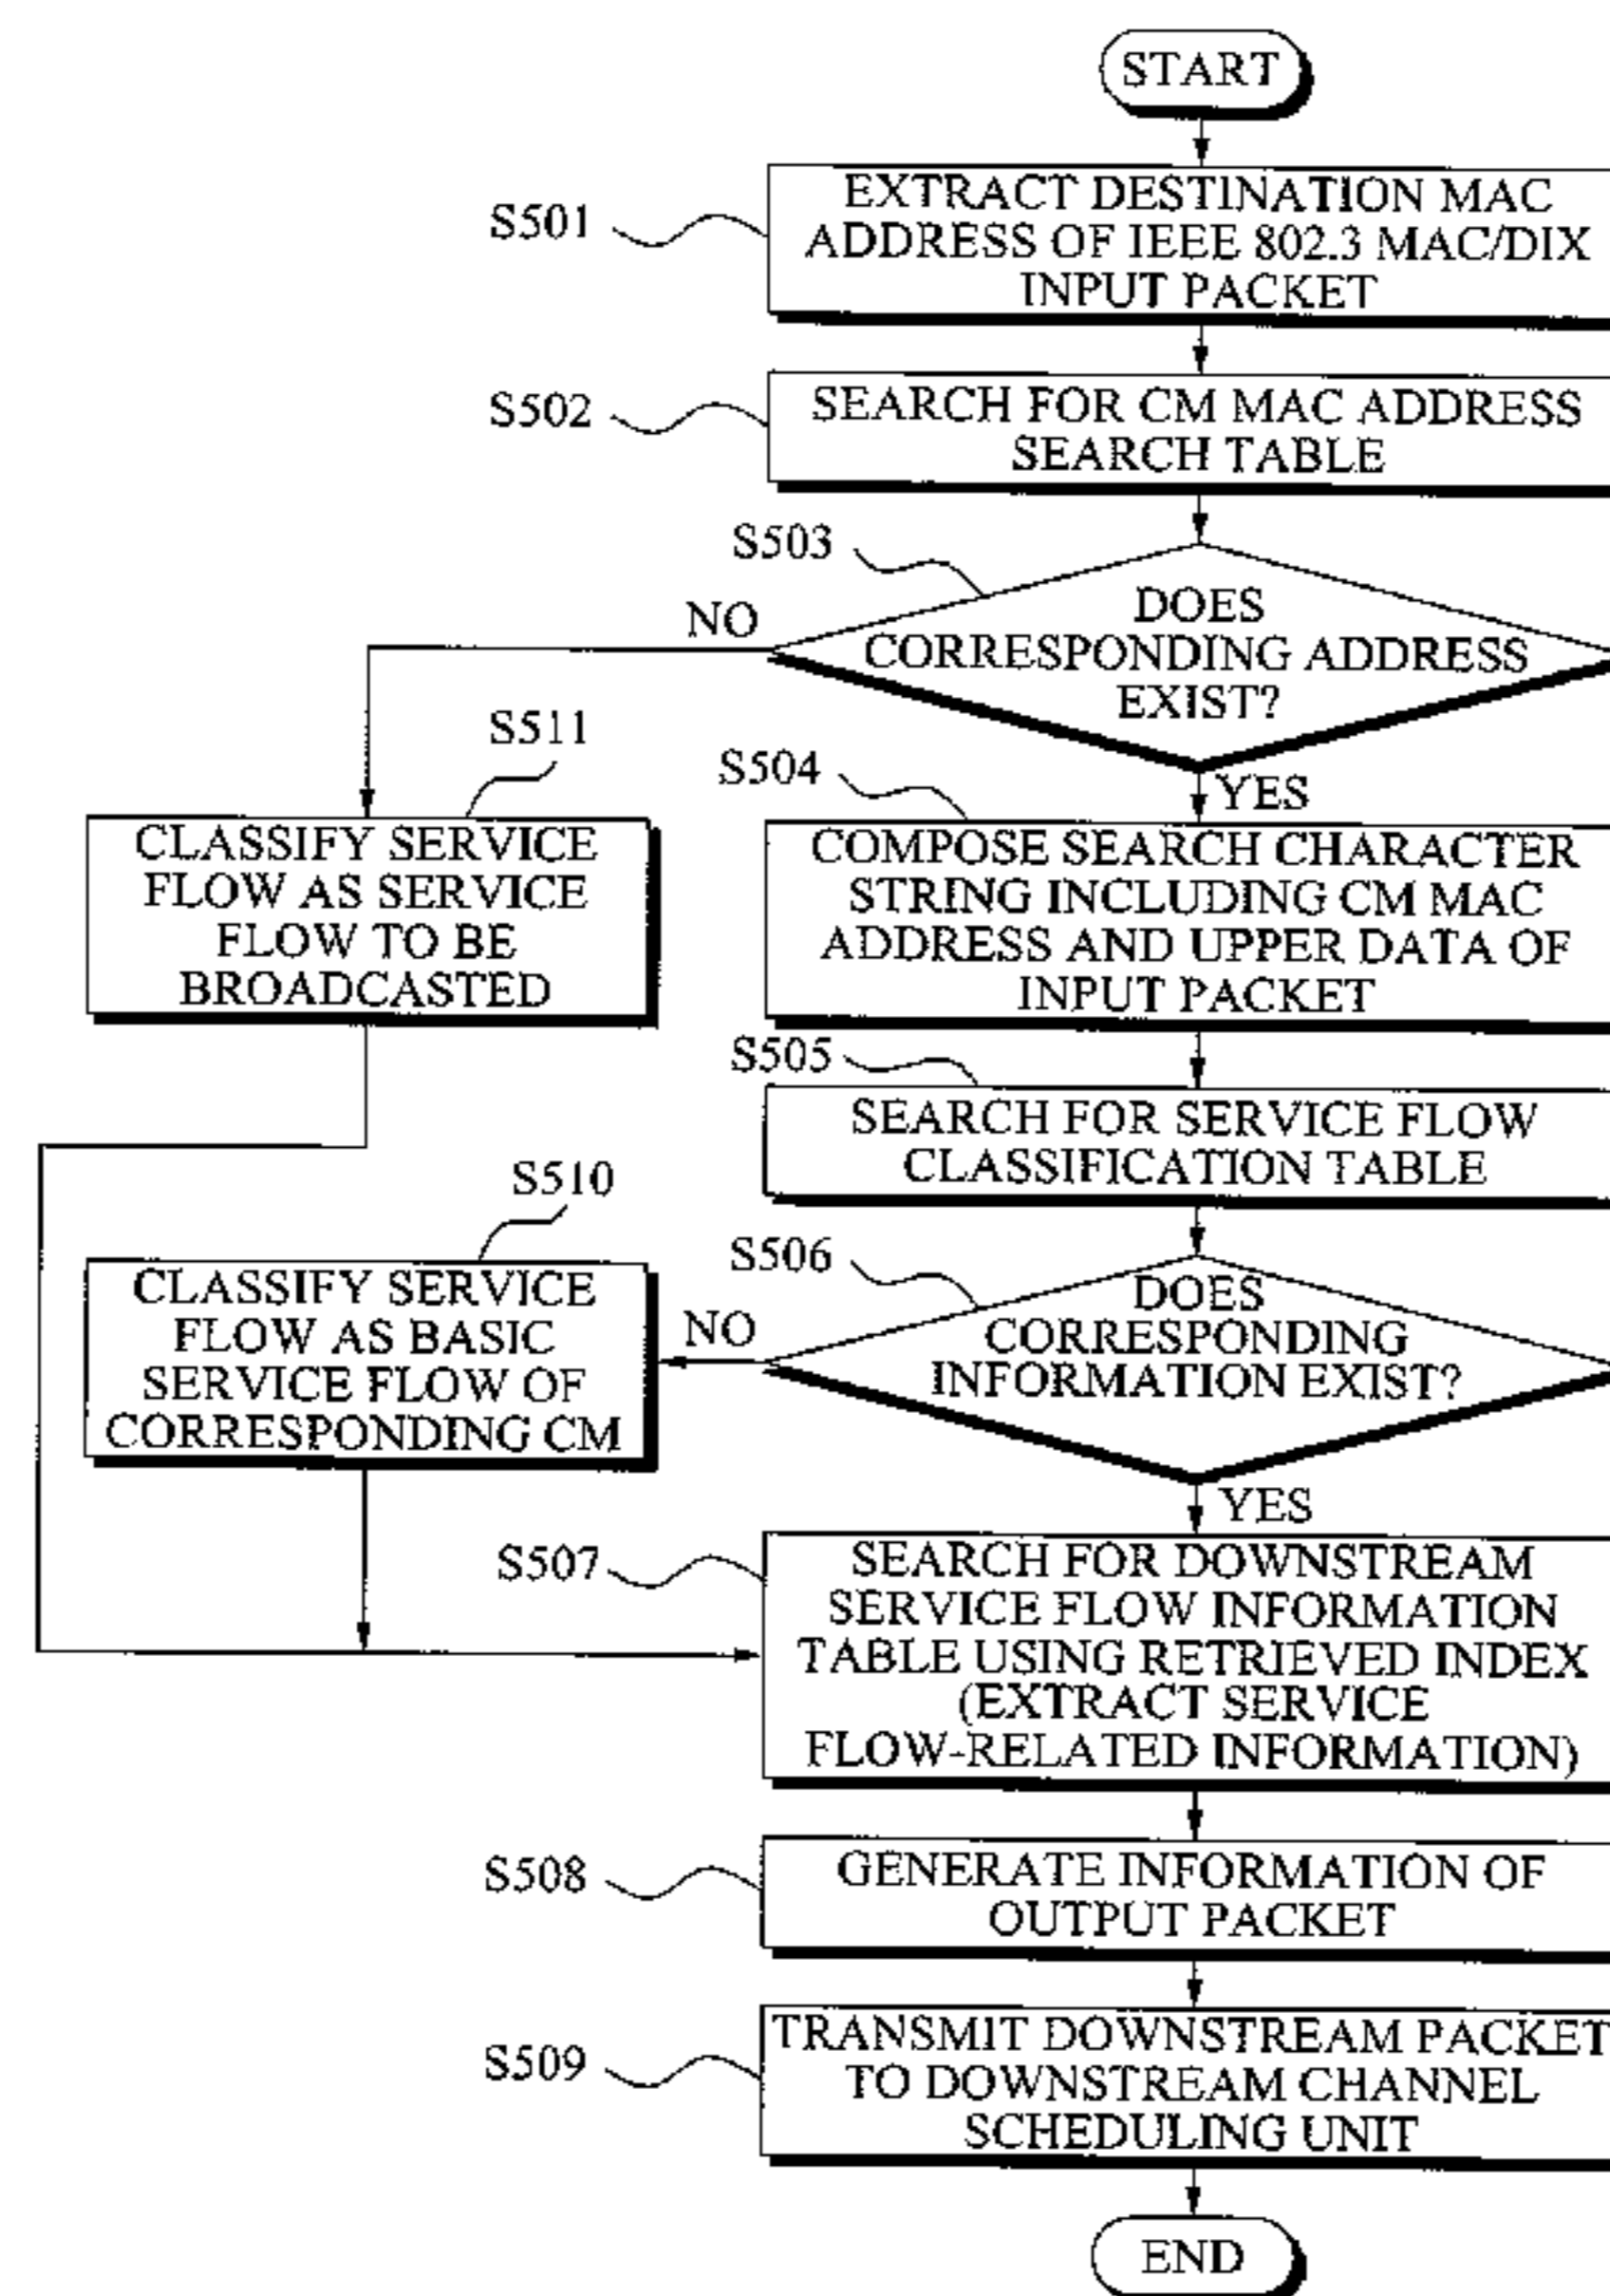 START
S501
EXTRACT DESTINATION MAC
ADDRESS OF IEEE 802.3 MAC/DIX
INPUT PACKET
S502
SEARCH FOR CM MAC ADDRESS
SEARCH TABLE
S503
DOES
CORRESPONDING ADDRESS
EXIST?
NO
YES
S511
CLASSIFY SERVICE
FLOW AS SERVICE
FLOW TO BE
BROADCASTED
S504
COMPOSE SEARCH CHARACTER
STRING INCLUDING CM MAC
ADDRESS AND UPPER DATA OF
INPUT PACKET
S505
SEARCH FOR SERVICE FLOW
CLASSIFICATION TABLE
S506
DOES
CORRESPONDING
INFORMATION EXIST?
NO
YES
S510
CLASSIFY SERVICE
FLOW AS BASIC
SERVICE FLOW OF
CORRESPONDING CM
S507
SEARCH FOR DOWNSTREAM
SERVICE FLOW INFORMATION
TABLE USING RETRIEVED INDEX
(EXTRACT SERVICE
FLOW-RELATED INFORMATION)
S508
GENERATE INFORMATION OF
OUTPUT PACKET
S509
TRANSMIT DOWNSTREAM PACKET
TO DOWNSTREAM CHANNEL
SCHEDULING UNIT
END